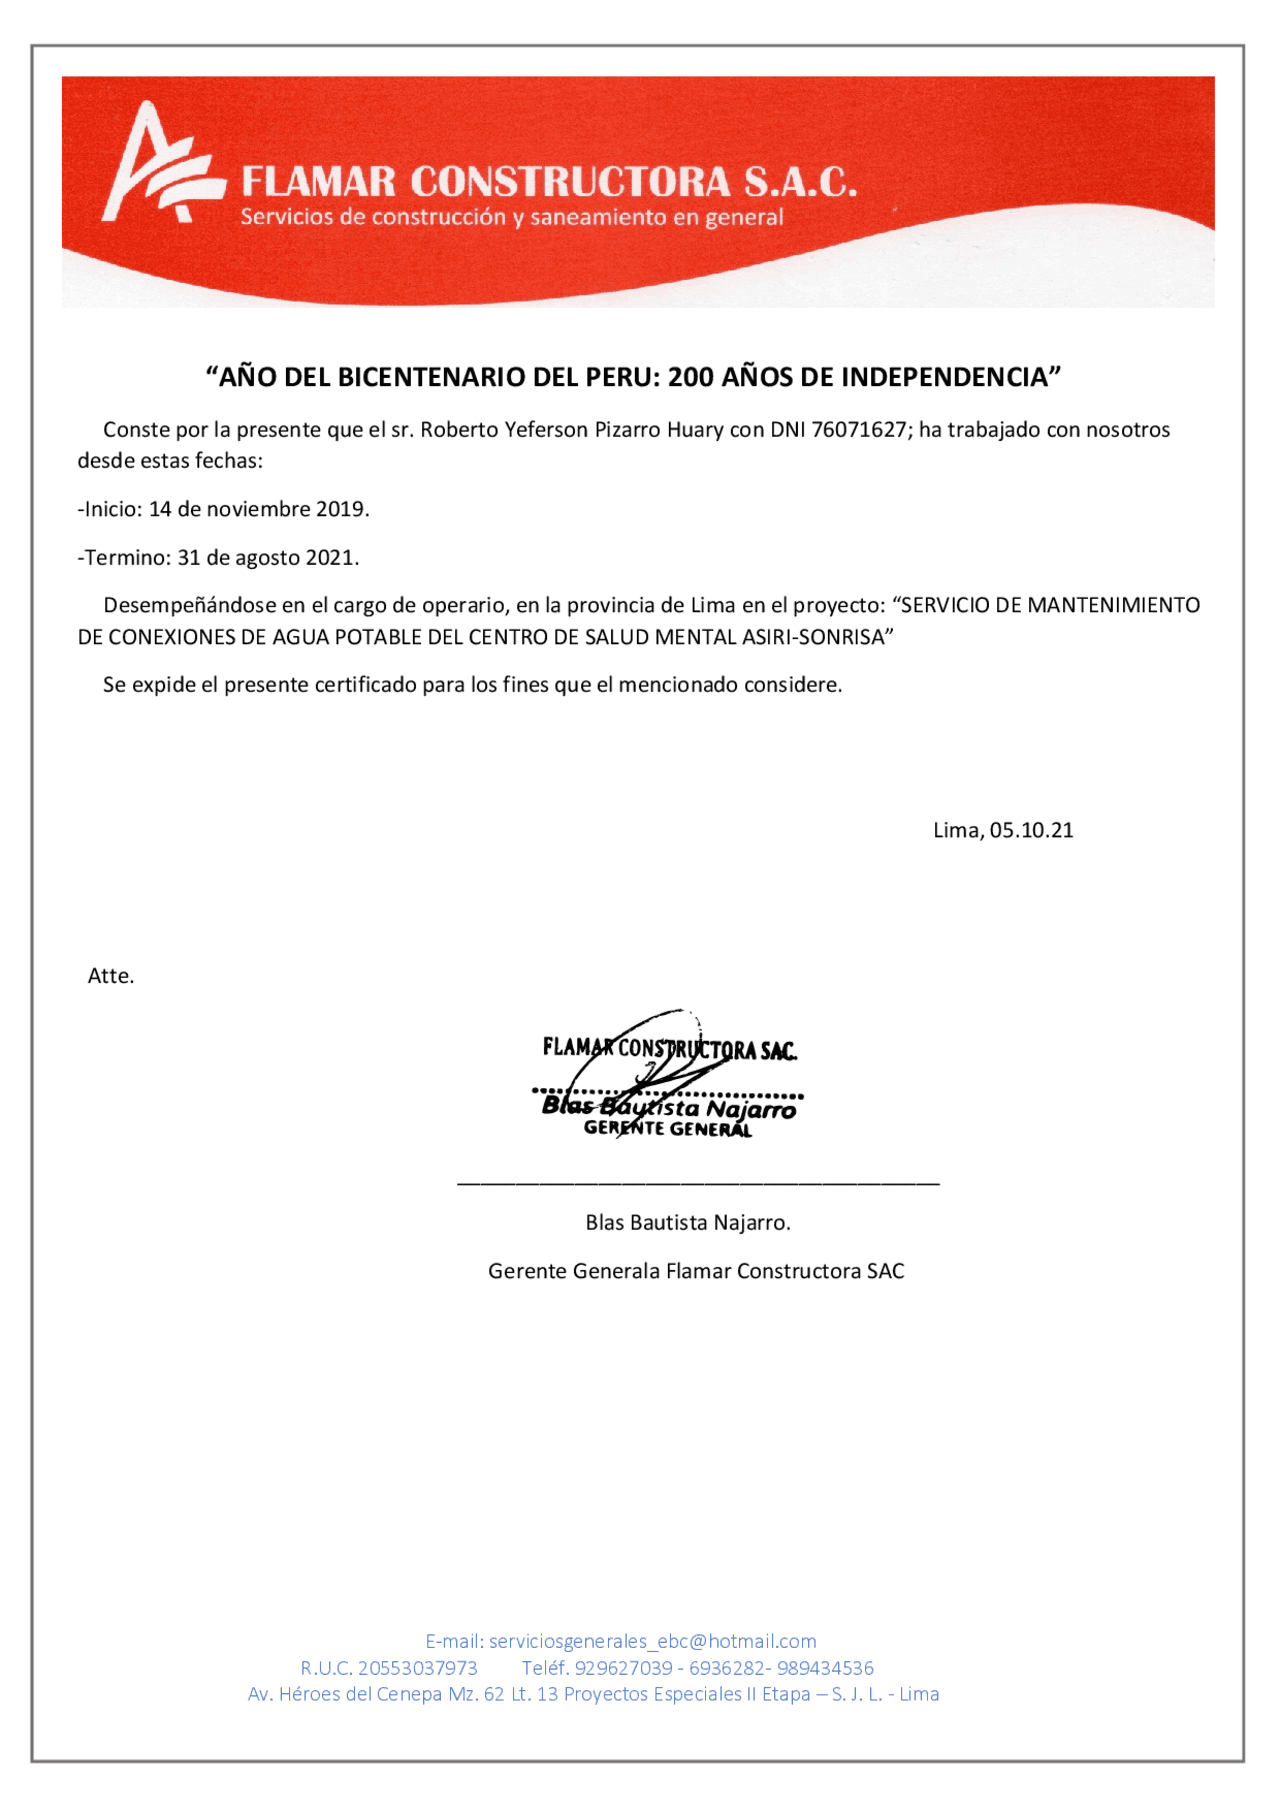 FLAMAR CONSTRUCTORA S.A.C.
Servicios de construcción y saneamiento en general
“AÑO DEL BICENTENARIO DEL PERU: 200 AÑOS DE INDEPENDENCIA”
Conste por la presente que el sr. Roberto Yeferson Pizarro Huary con DNI 76071627; ha trabajado con nosotros
desde estas fechas:
-Inicio: 14 de noviembre 2019.
-Termino: 31 de agosto 2021.
Desempeñándose en el cargo de operario, en la provincia de Lima en el proyecto: “SERVICIO DE MANTENIMIENTO
DE CONEXIONES DE AGUA POTABLE DEL CENTRO DE SALUD MENTAL ASIRI-SONRISA”
Se expide el presente certificado para los fines que el mencionado considere.
Lima, 05.10.21
Atte.
FLAMAR CONSTRUCTORA SAC.
Blas Bautista Najarro
GERENTE GENERAL
Blas Bautista Najarro.
Gerente Generala Flamar Constructora SAC
E-mail: serviciosgenerales_ebc@hotmail.com
R.U.C. 20553037973 Teléf. 929627039 - 6936282- 989434536
Av. Héroes del Cenepa Mz. 62 Lt. 13 Proyectos Especiales II Etapa – S. J. L. - Lima